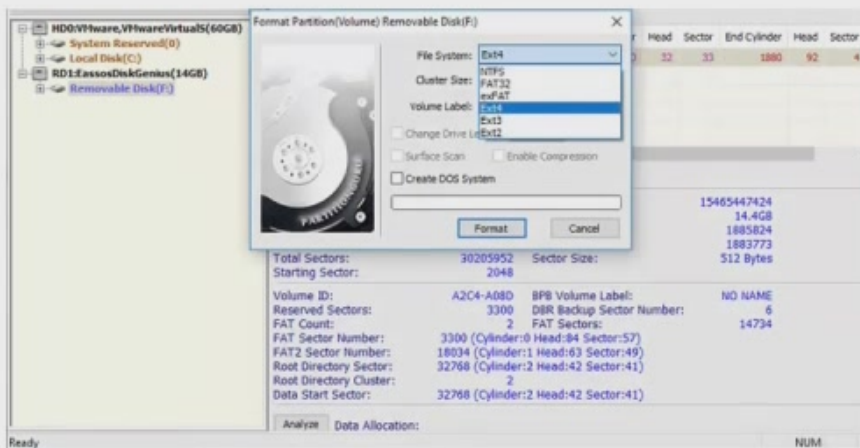 HD0:VMware,VMwareVirtualS(60GB)
System Reserved(0)
Local Disk(C:)
RD1:EassosDiskGenius(14GB)
Removable Disk(F:)
Format Partition(Volume) Removable Disk(F:)
File System: Ext4
NTFS
FAT32
exFAT
Ext4
Ext3
Ext2
Cluster Size:
Volume Label:
Change Drive Le
Surface Scan Enable Compression
Create DOS System
Format Cancel
PARTITIONGURU
r Head Sector End Cylinder Head Sector
32 33 1880 92 4
15465447424
14.4GB
1885824
1883773
Total Sectors: 30205952 Sector Size: 512 Bytes
Starting Sector: 2048
Volume ID: A2C4-A08D BPB Volume Label: NO NAME
Reserved Sectors: 3300 DBR Backup Sector Number: 6
FAT Count: 2 FAT Sectors: 14734
FAT Sector Number: 3300 (Cylinder:0 Head:84 Sector:57)
FAT2 Sector Number: 18034 (Cylinder:1 Head:63 Sector:49)
Root Directory Sector: 32768 (Cylinder:2 Head:42 Sector:41)
Root Directory Cluster: 2
Data Start Sector: 32768 (Cylinder:2 Head:42 Sector:41)
Analyze Data Allocation:
Ready NUM